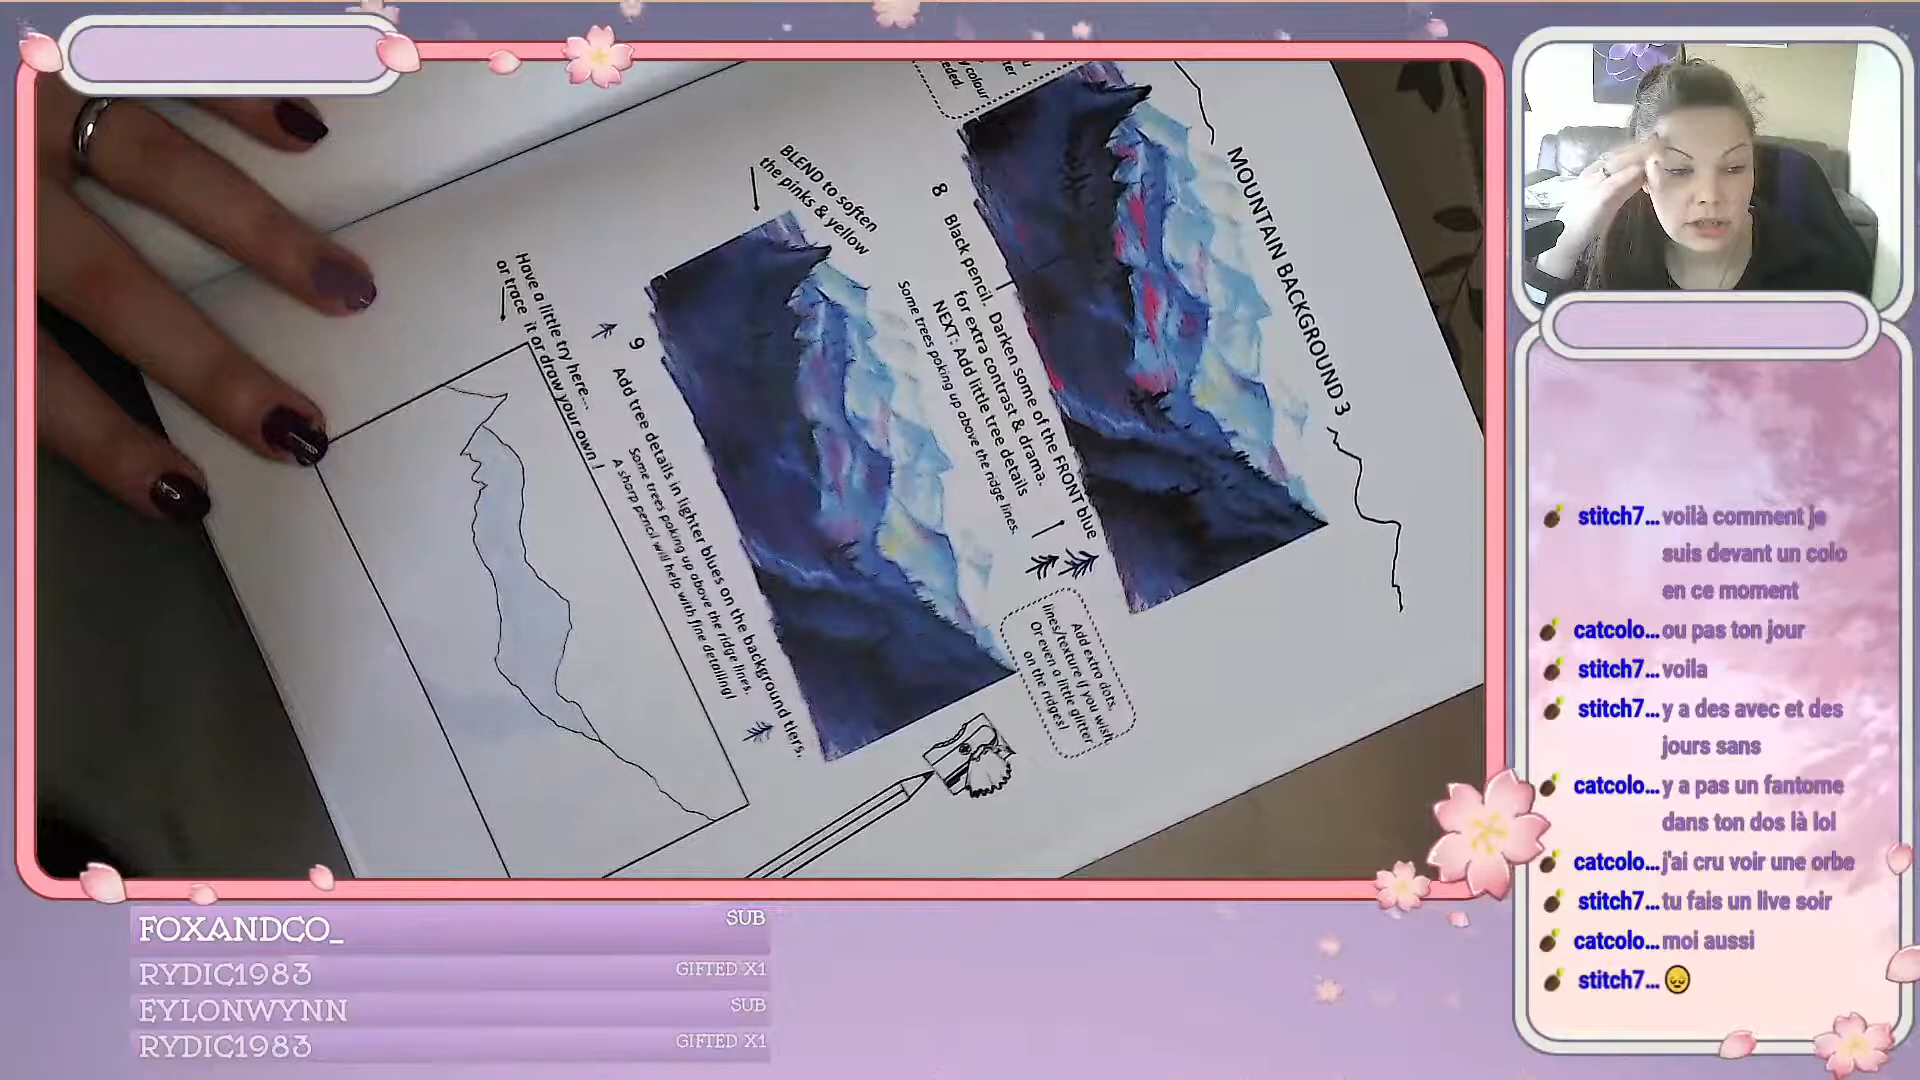 u
ter
y colour
eded.
MOUNTAIN BACKGROUND 3
8 Black pencil. Darken some of the FRONT blue
for extra contrast & drama.
NEXT: Add little tree details
Some trees poking up above the ridge lines.
Add extra dots,
lines/texture if you wish
Or even a little glitter
on the ridges!
BLEND to soften
the pinks & yellow
9 Add tree details in lighter blues on the background tiers.
Some trees poking up above the ridge lines.
A sharp pencil will help with fine detailing!
Have a little try here...
or trace it or draw your own !
stitch7... voilà comment je
suis devant un colo
en ce moment
catcolo... ou pas ton jour
stitch7... voila
stitch7... y a des avec et des
jours sans
catcolo... y a pas un fantome
dans ton dos là lol
catcolo... j'ai cru voir une orbe
stitch7... tu fais un live soir
catcolo... moi aussi
stitch7... 😔
FOXANDCO_ SUB
RYDIC1983 GIFTED X1
EYLONWYNN SUB
RYDIC1983 GIFTED X1